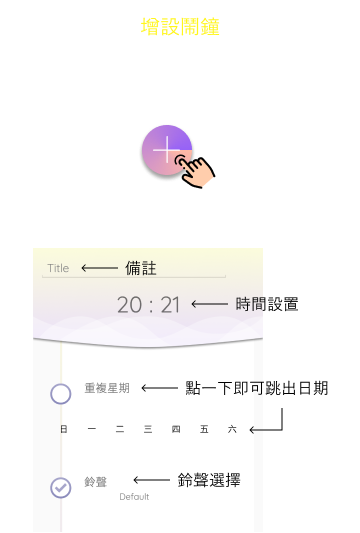 增設鬧鐘
Title
備註
20 : 21
時間設置
重複星期
點一下即可跳出日期
日 一 二 三 四 五 六
鈴聲
鈴聲選擇
Default